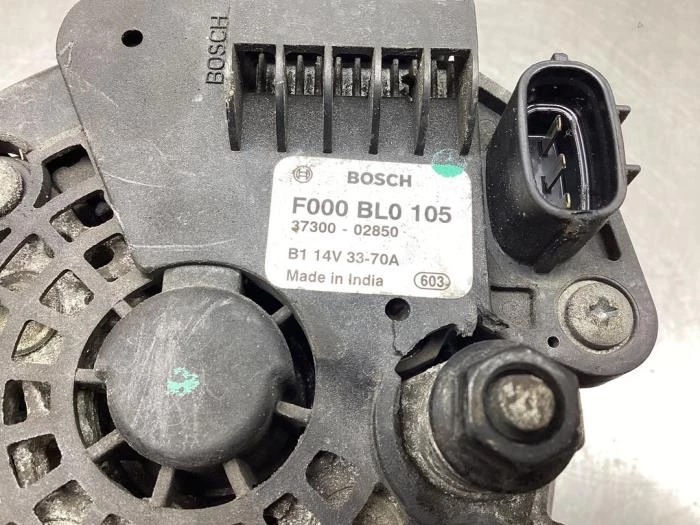 BOSCH
BOSCH
F000 BL0 105
37300 - 02850
B1 14V 33-70A
Made in India 603